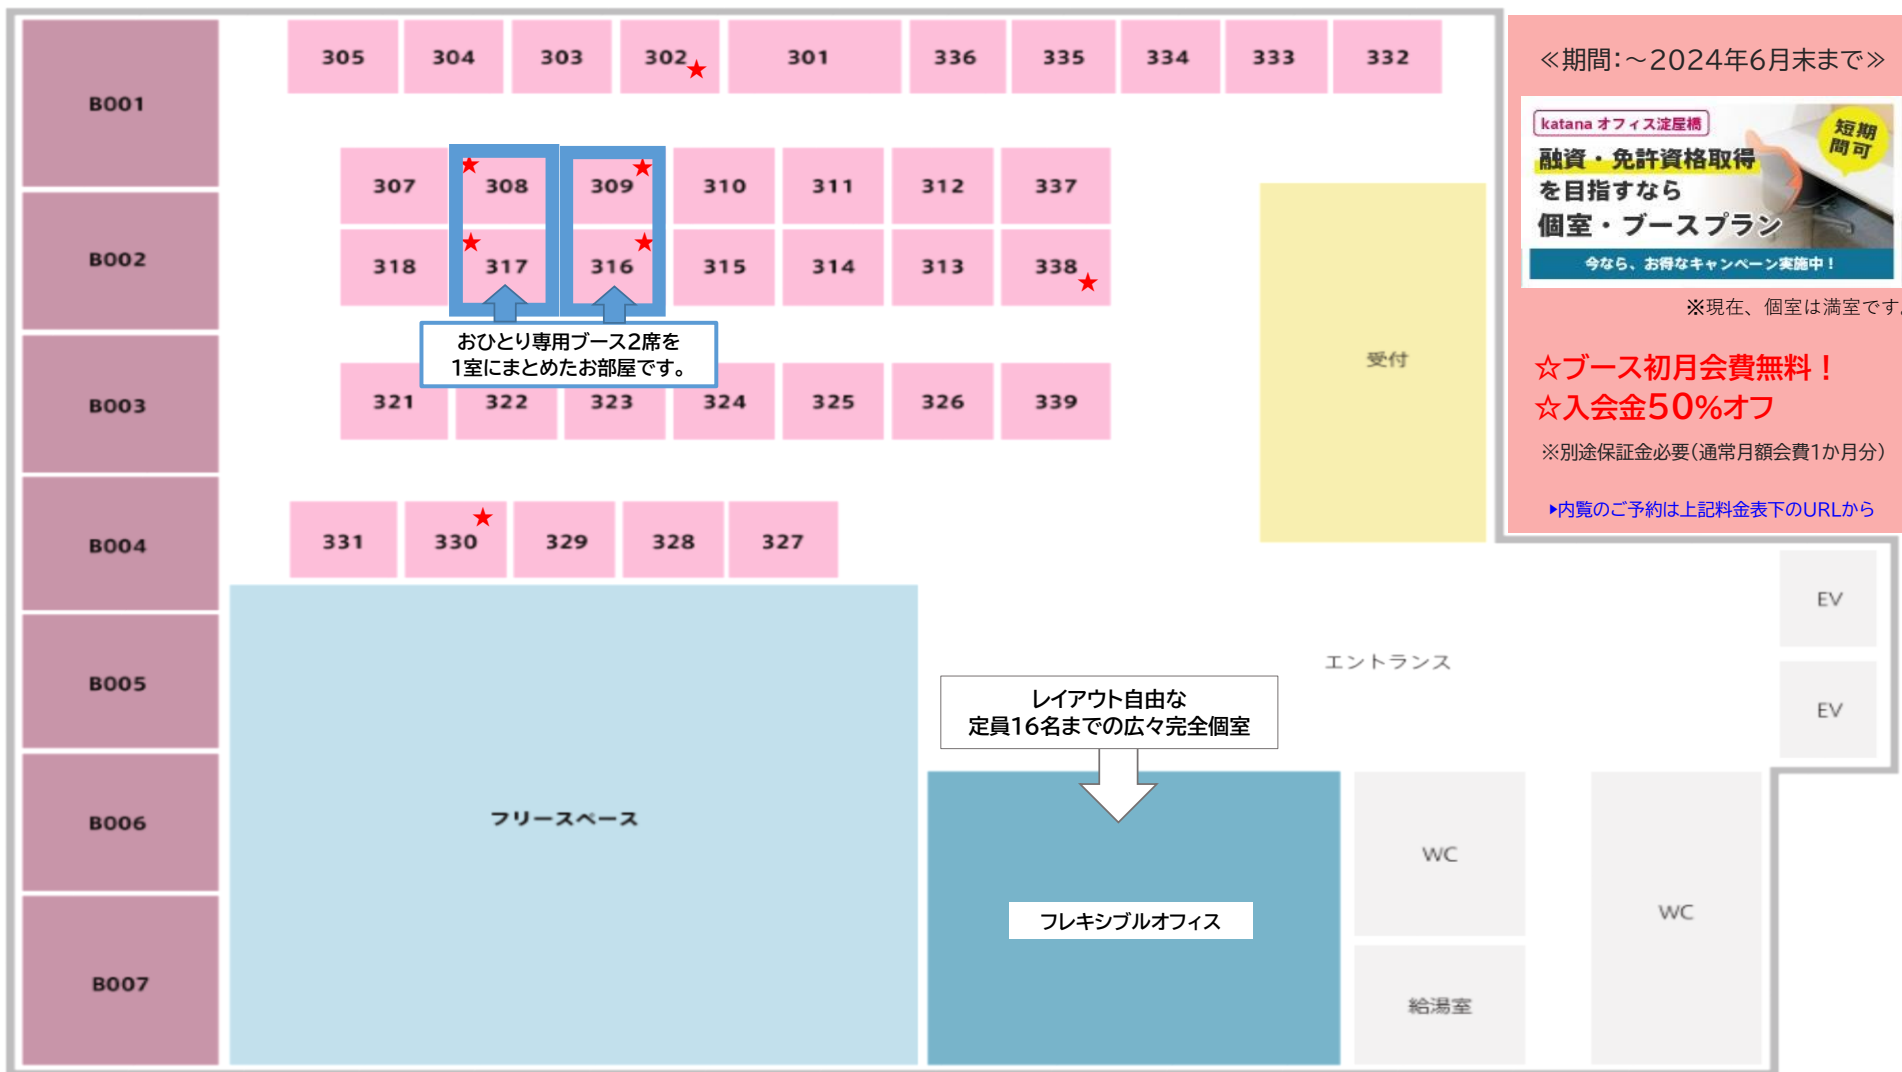 305 304 303 302★ 301 336 335 334 333 332
B001
★ 308 309★
307 310 311 312 337
B002
★ ★
318 317 316 315 314 313 338★
おひとり専用ブース2席を
1室にまとめたお部屋です。
B003
321 322 323 324 325 326 339
B004
331 330★ 329 328 327
B005
B006
B007
フリースペース
レイアウト自由な
定員16名までの広々完全個室
フレキシブルオフィス
受付
エントランス
EV
EV
WC
WC
給湯室
≪期間：～2024年6月末まで≫
katana オフィス淀屋橋
短期
間可
融資・免許資格取得
を目指すなら
個室・ブースプラン
今なら、お得なキャンペーン実施中！
※現在、個室は満室です。
☆ブース初月会費無料！
☆入会金50%オフ
※別途保証金必要(通常月額会費1か月分)
▶内覧のご予約は上記料金表下のURLから